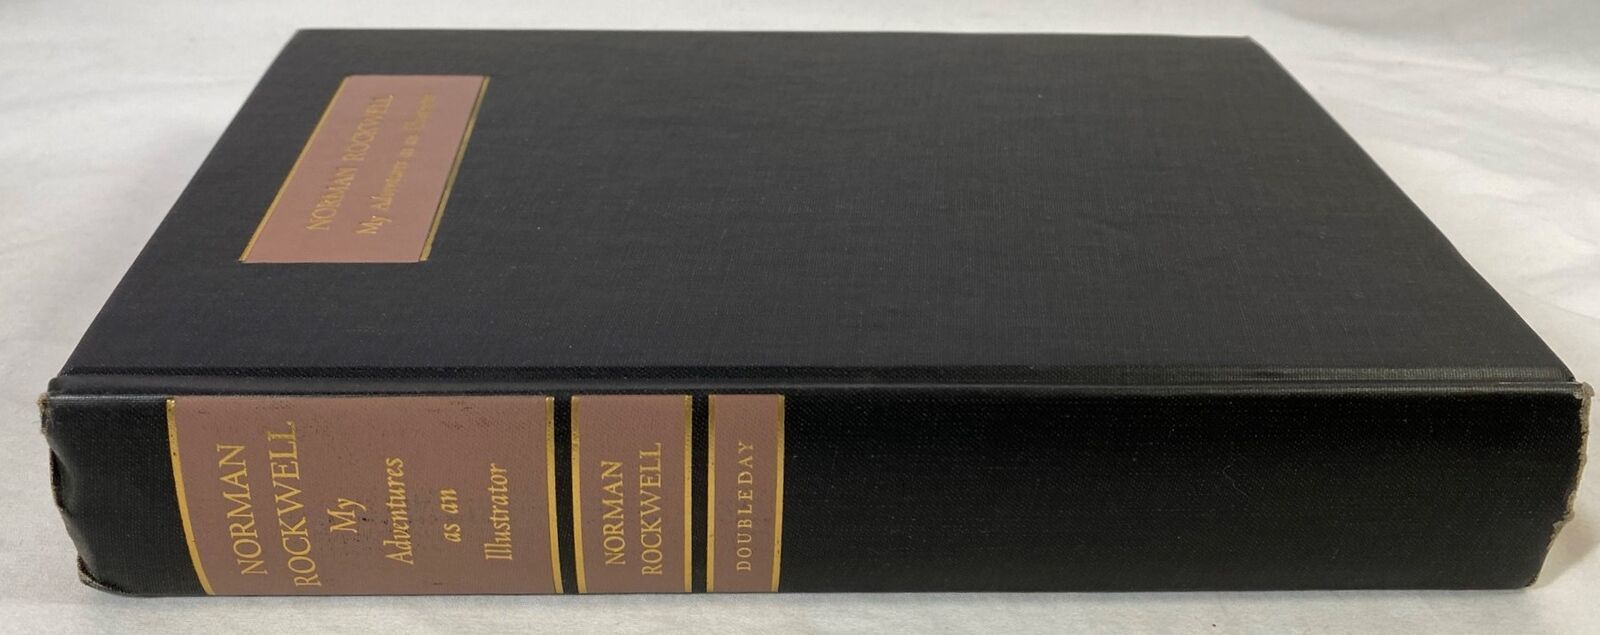 NORMAN ROCKWELL
My Adventures as an Illustrator
NORMAN
ROCKWELL
My
Adventures
as an
Illustrator
NORMAN
ROCKWELL
DOUBLEDAY